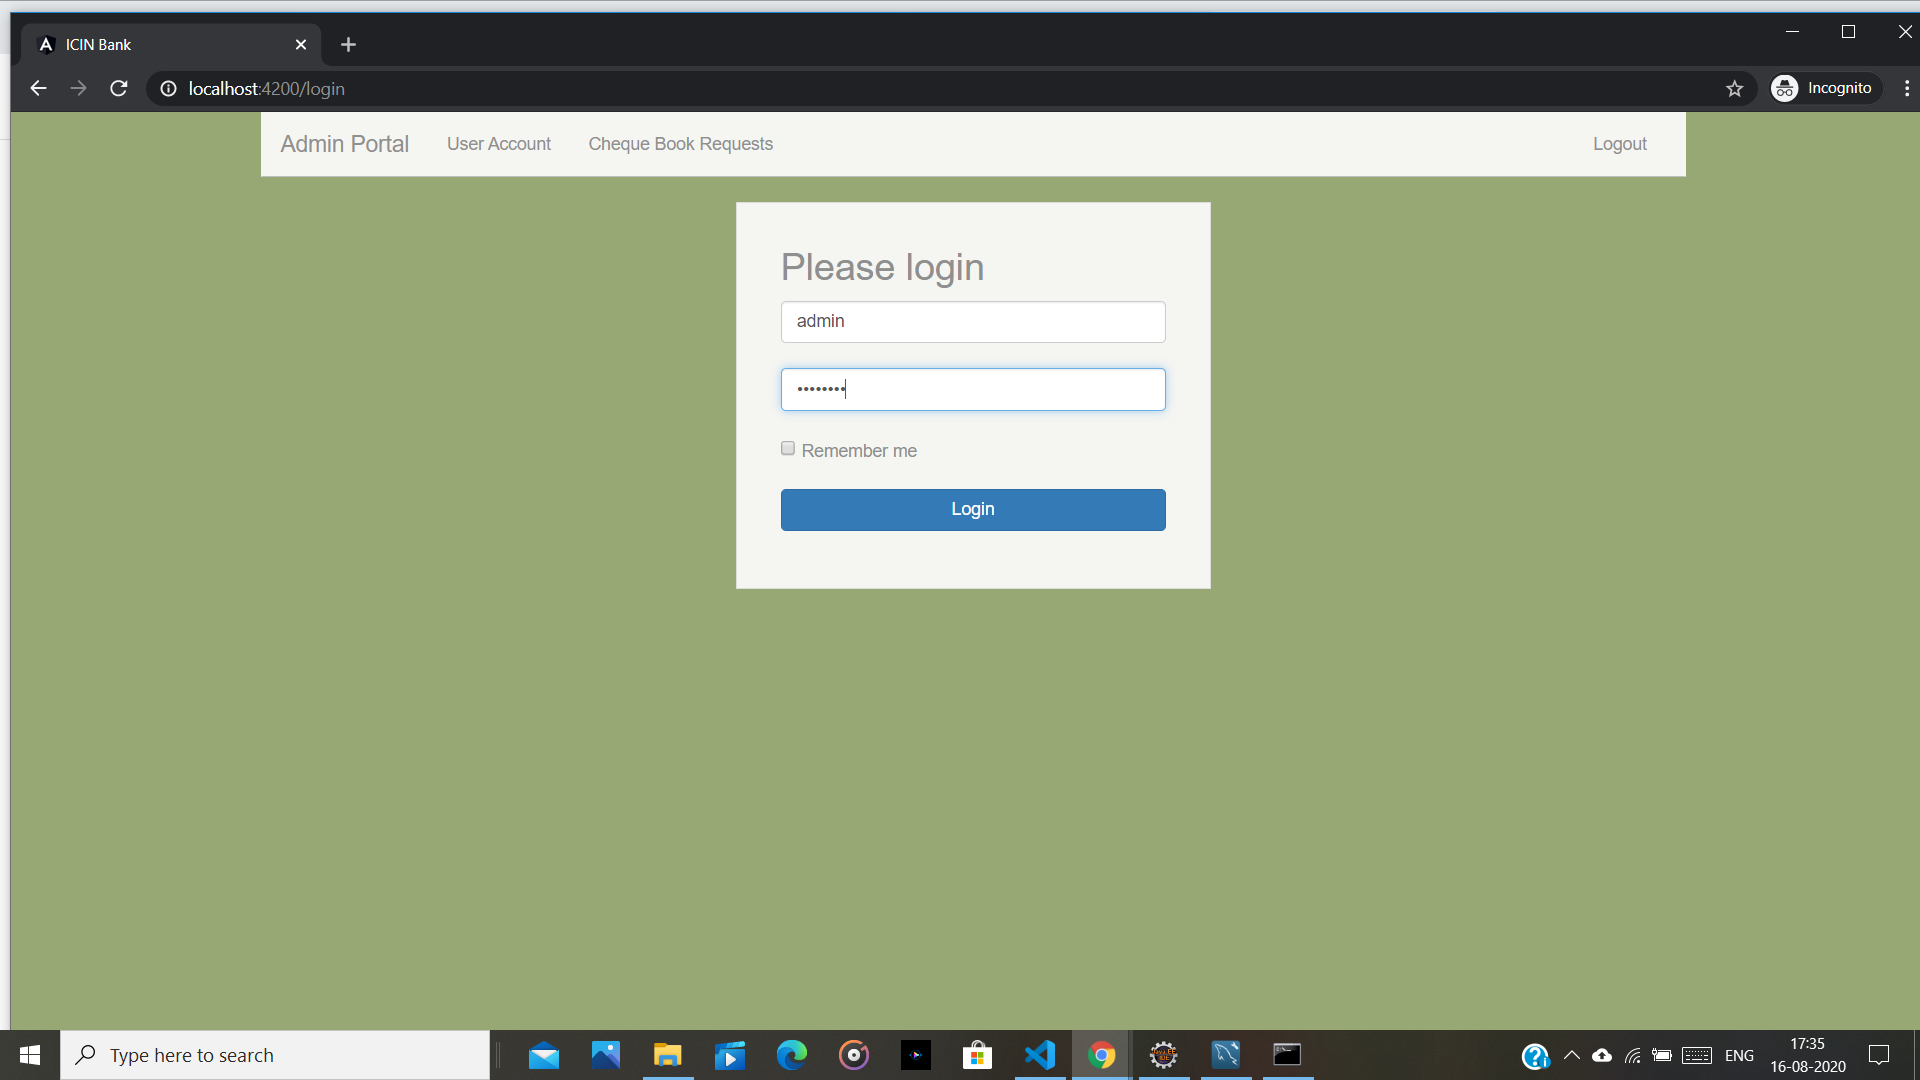 ICIN Bank
localhost:4200/login
Incognito
Admin Portal User Account Cheque Book Requests Logout
Please login
admin
••••••••
Remember me
Login
Type here to search
ENG
17:35
16-08-2020